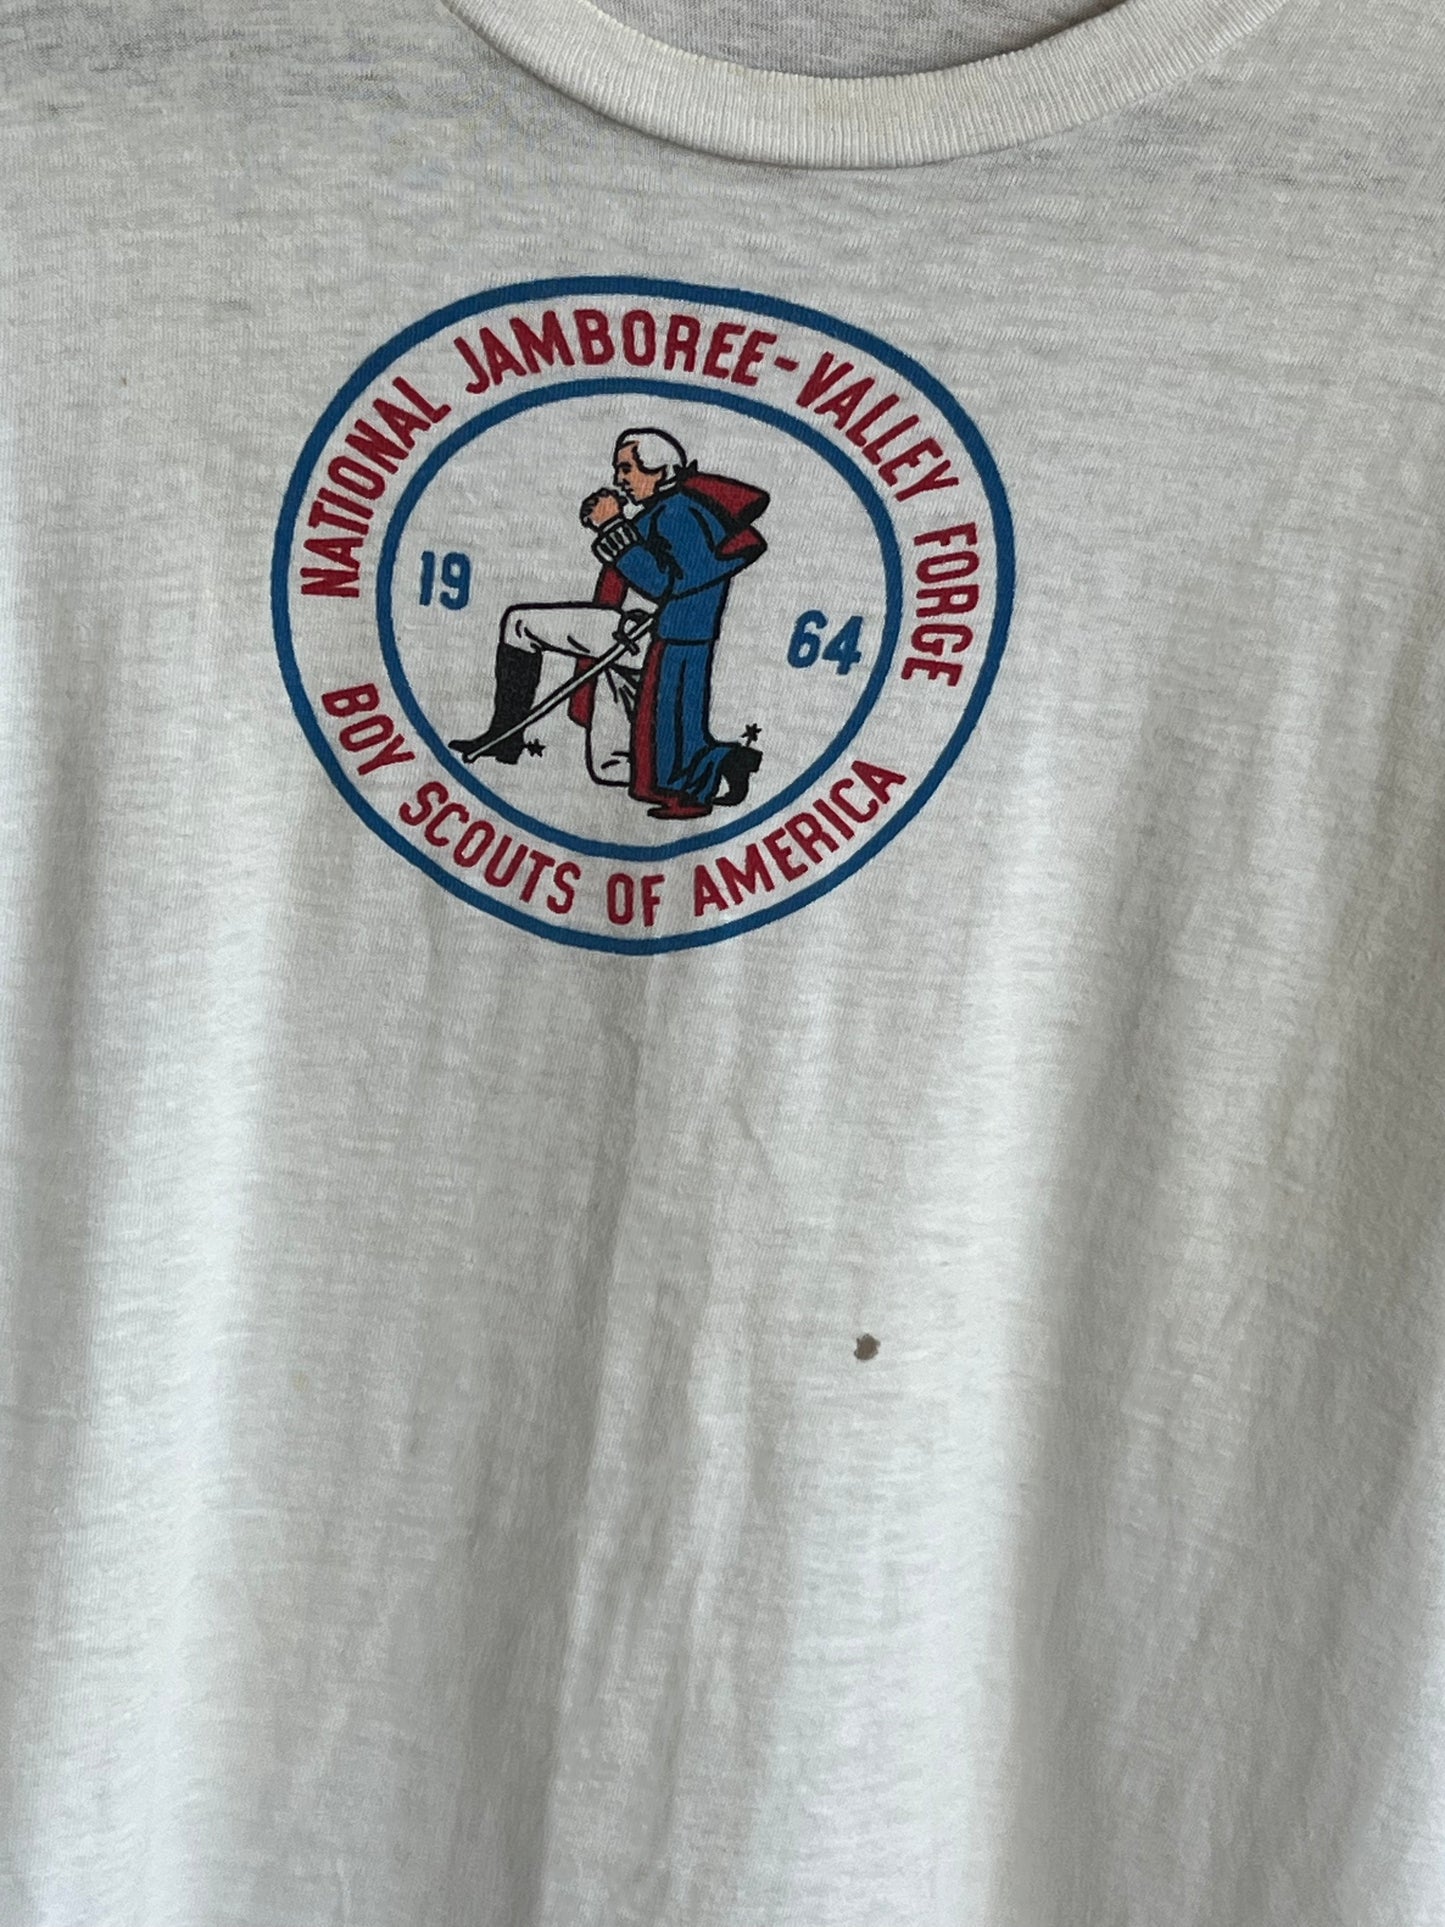 NATIONAL JAMBOREE-VALLEY FORGE
19 64
BOY SCOUTS OF AMERICA